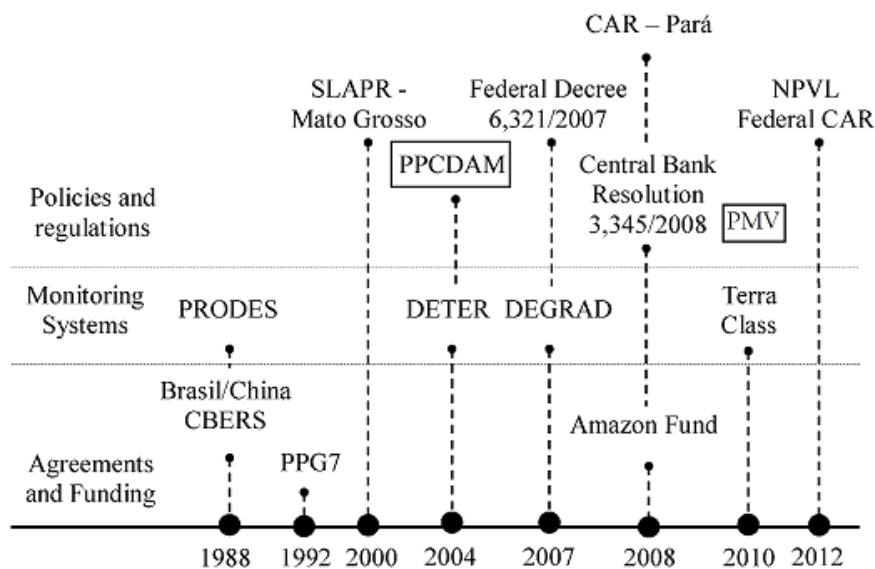 CAR – Pará
SLAPR -
Mato Grosso
Federal Decree
6,321/2007
NPVL
Federal CAR
PPCDAM
Central Bank
Resolution
3,345/2008
PMV
Policies and
regulations
Monitoring
Systems
PRODES
DETER
DEGRAD
Terra
Class
Brasil/China
CBERS
Amazon Fund
PPG7
Agreements
and Funding
1988
1992
2000
2004
2007
2008
2010
2012